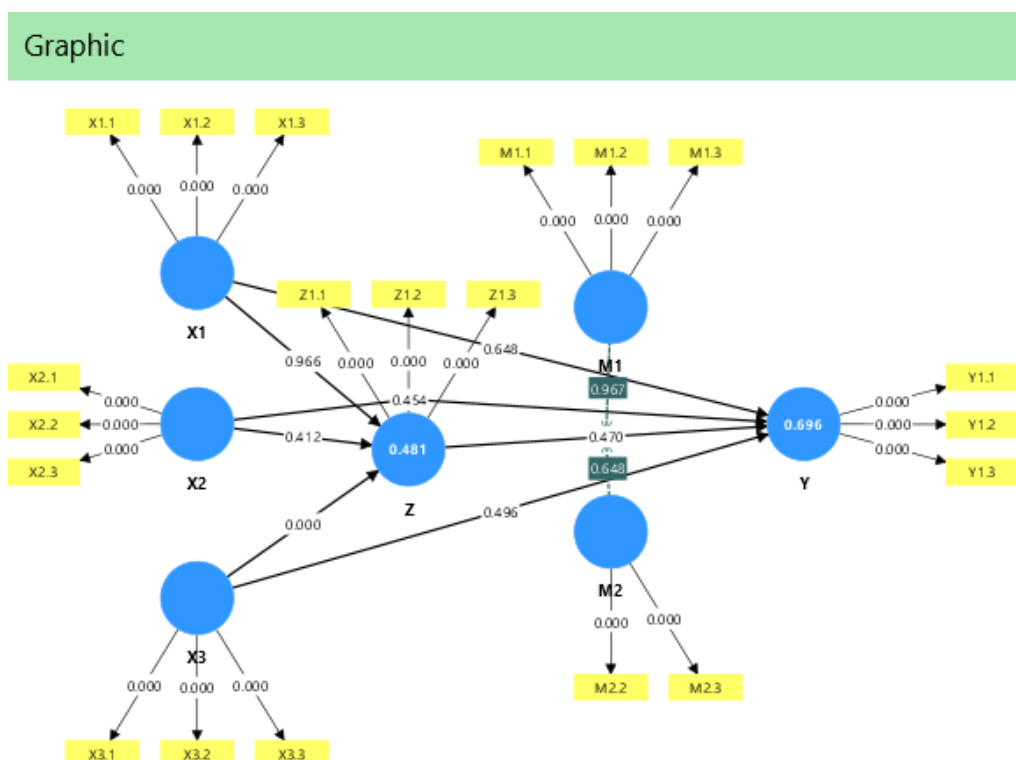 Graphic
X1.1 X1.2 X1.3
M1.1 M1.2 M1.3
0.000 0.000 0.000
0.000 0.000 0.000
Z1.1 Z1.2 Z1.3
X1
0.648
0.966 0.000 0.000 0.000
M1
X2.1
0.967
Y1.1
0.000
0.454
0.000
X2.2
0.000
0.412
0.481
0.470
0.696
0.000
Y1.2
0.000
0.000
X2.3
0.648
Y1.3
X2
Z
Y
0.000
0.496
M2
0.000 0.000
X3
0.000 0.000 0.000
M2.2 M2.3
X3.1 X3.2 X3.3